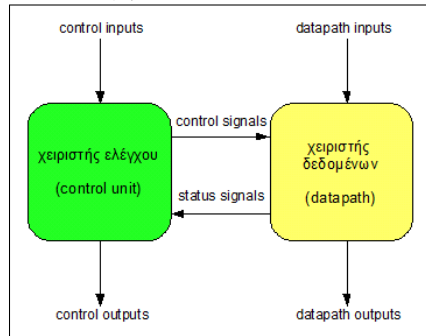 control inputs
datapath inputs
control signals
χειριστής ελέγχου
(control unit)
χειριστής
δεδομένων
(datapath)
status signals
control outputs
datapath outputs